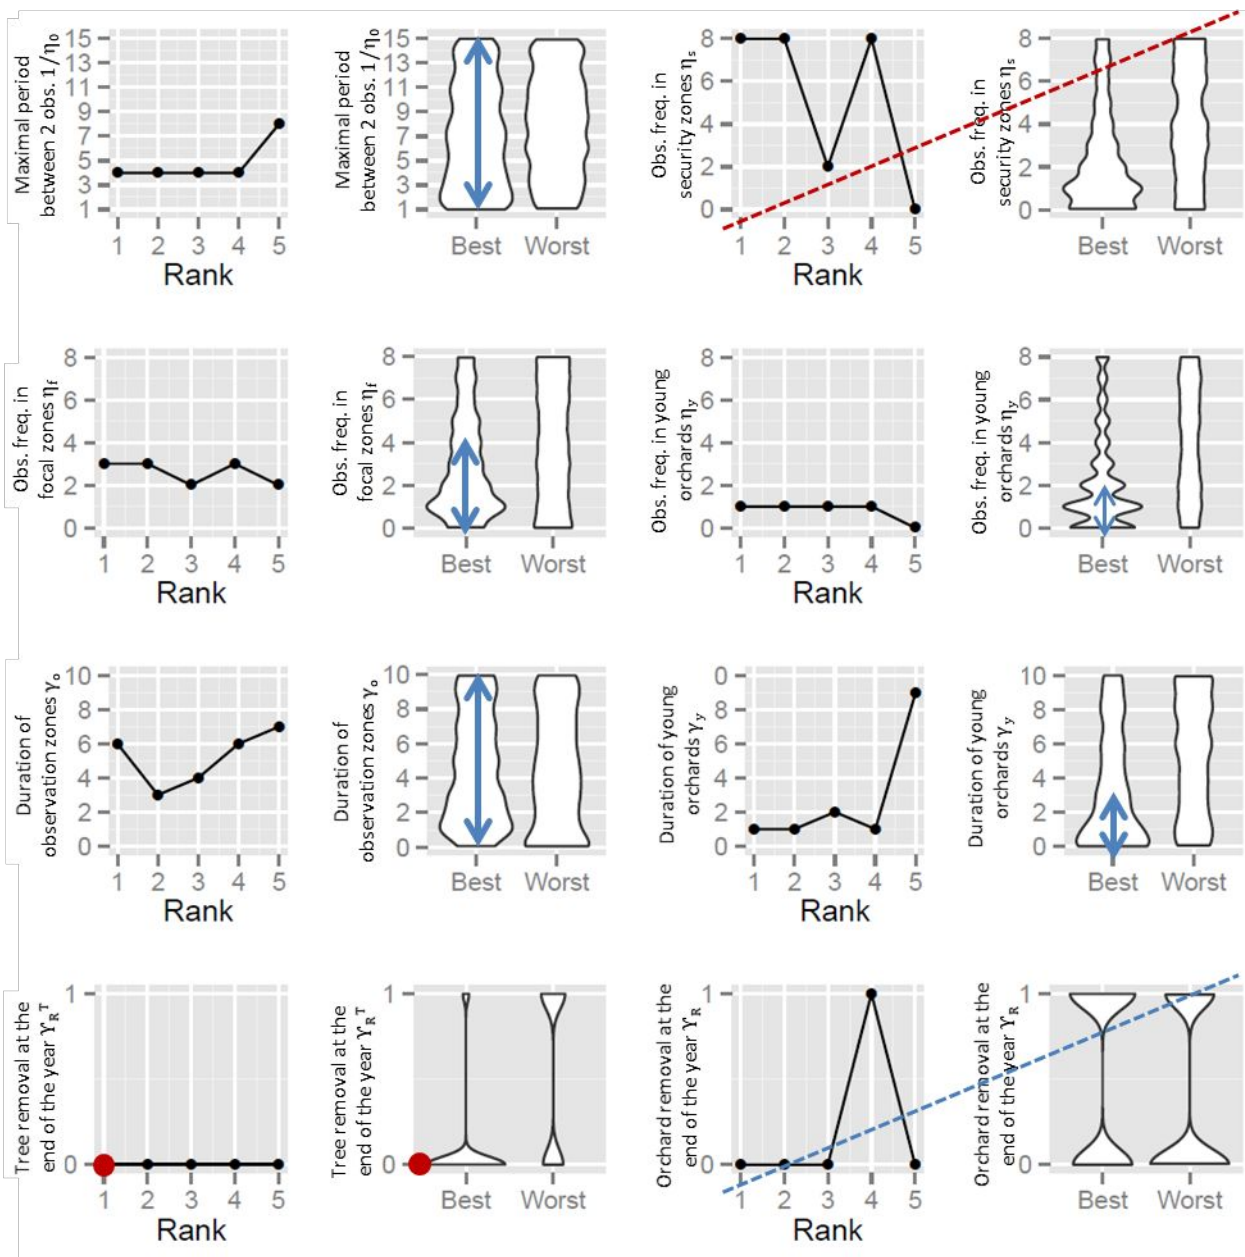 Maximal period
between 2 obs. 1/η₀
15
13
11
9
7
5
3
1
1 2 3 4 5
Rank
Maximal period
between 2 obs. 1/η₀
15
13
11
9
7
5
3
1
Best Worst
Obs. freq. in
security zones ηs
8
6
4
2
0
1 2 3 4 5
Rank
Obs. freq. in
security zones ηs
8
6
4
2
0
Best Worst
Obs. freq. in
focal zones ηf
8
6
4
2
0
1 2 3 4 5
Rank
Obs. freq. in
focal zones ηf
8
6
4
2
0
Best Worst
Obs. freq. in young
orchards ηy
8
6
4
2
0
1 2 3 4 5
Rank
Obs. freq. in young
orchards ηy
8
6
4
2
0
Best Worst
Duration of
observation zones γo
10
8
6
4
2
0
1 2 3 4 5
Rank
Duration of
observation zones γo
10
8
6
4
2
0
Best Worst
Duration of young
orchards γy
0
8
6
4
2
0
1 2 3 4 5
Rank
Duration of young
orchards γy
10
8
6
4
2
0
Best Worst
Tree removal at the
end of the year ϒRᵀ
1
0
1 2 3 4 5
Rank
Tree removal at the
end of the year ϒRᵀ
1
0
Best Worst
Orchard removal at the
end of the year ϒR
1
0
1 2 3 4 5
Rank
Orchard removal at the
end of the year ϒR
1
0
Best Worst